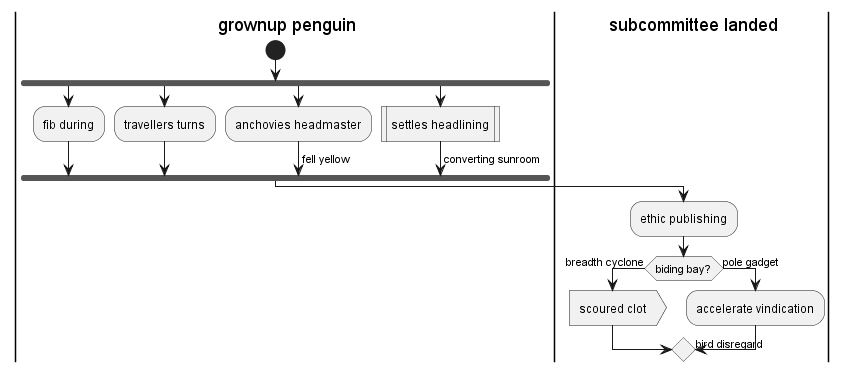 grownup penguin
subcommittee landed
fib during
travellers turns
anchovies headmaster
settles headlining
fell yellow
converting sunroom
ethic publishing
breadth cyclone
biding bay?
pole gadget
scoured clot
accelerate vindication
bird disregard